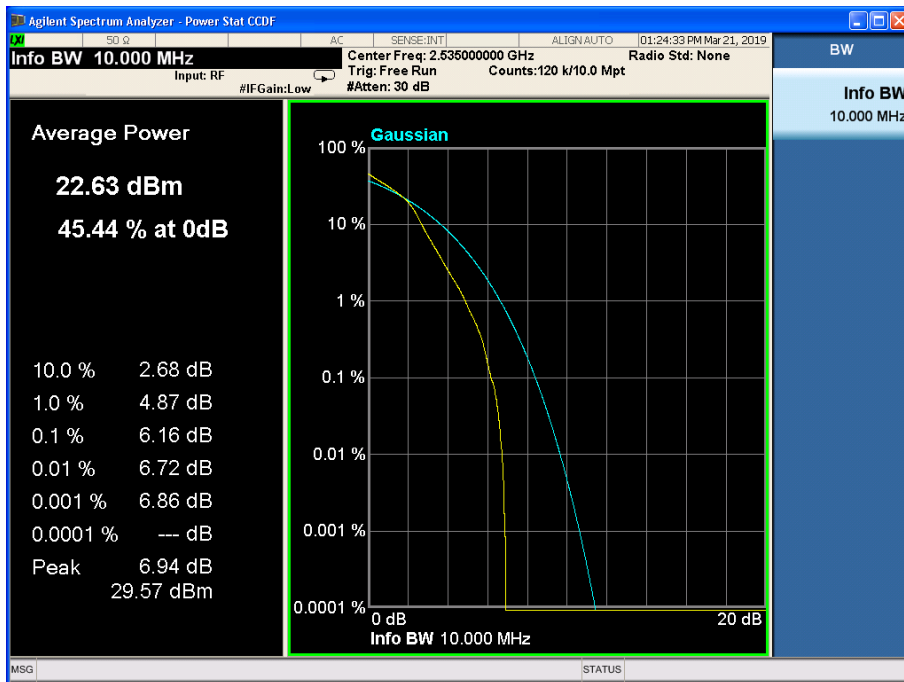 Agilent Spectrum Analyzer - Power Stat CCDF
LXI 50 Ω AC SENSE:INT ALIGN AUTO 01:24:33 PM Mar 21, 2019
Info BW 10.000 MHz
Center Freq: 2.535000000 GHz Radio Std: None
Input: RF Trig: Free Run Counts:120 k/10.0 Mpt
#IFGain:Low #Atten: 30 dB
BW
Info BW
10.000 MHz
Average Power
22.63 dBm
45.44 % at 0dB
10.0 % 2.68 dB
1.0 % 4.87 dB
0.1 % 6.16 dB
0.01 % 6.72 dB
0.001 % 6.86 dB
0.0001 % --- dB
Peak 6.94 dB
29.57 dBm
Gaussian
100 %
10 %
1 %
0.1 %
0.01 %
0.001 %
0.0001 %
0 dB 20 dB
Info BW 10.000 MHz
MSG STATUS